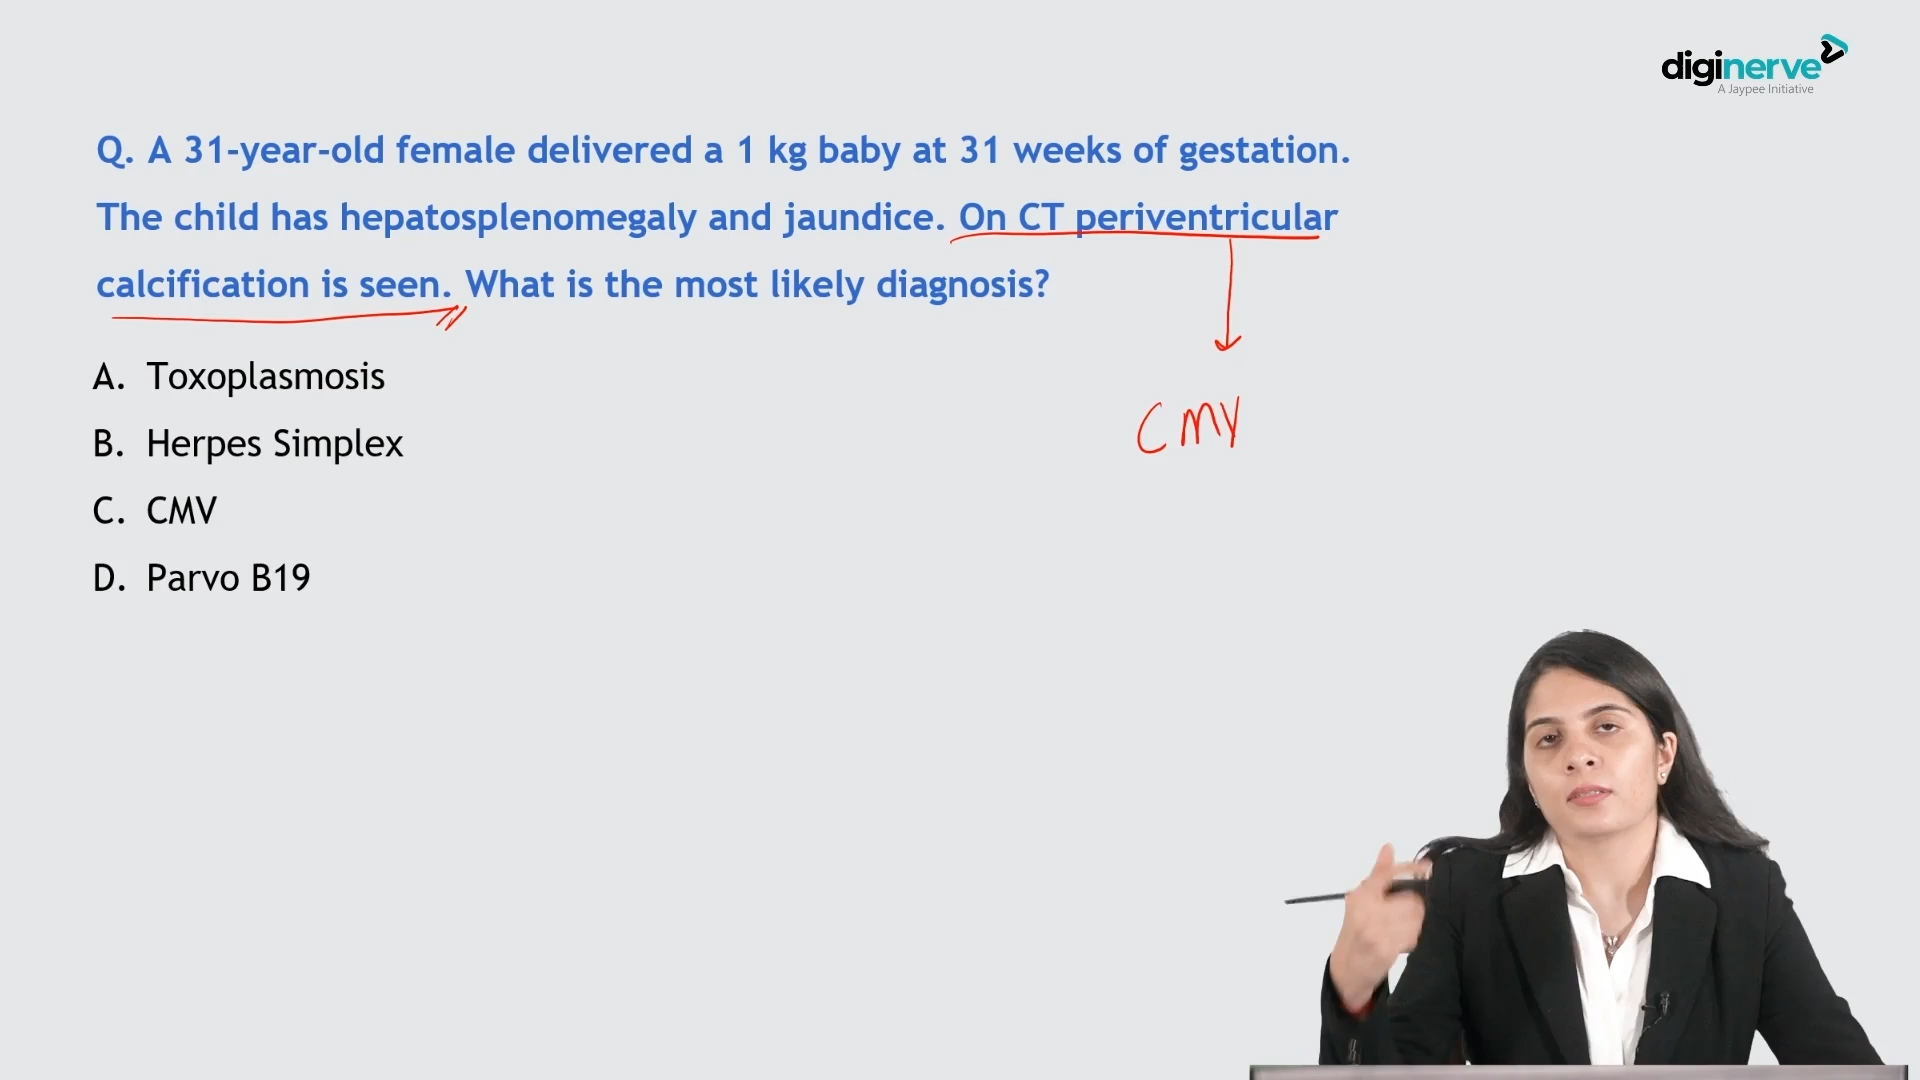 diginerve
A Jaypee Initiative
Q. A 31-year-old female delivered a 1 kg baby at 31 weeks of gestation.
The child has hepatosplenomegaly and jaundice. On CT periventricular
calcification is seen. What is the most likely diagnosis?
A. Toxoplasmosis
B. Herpes Simplex
C. CMV
D. Parvo B19
CMV